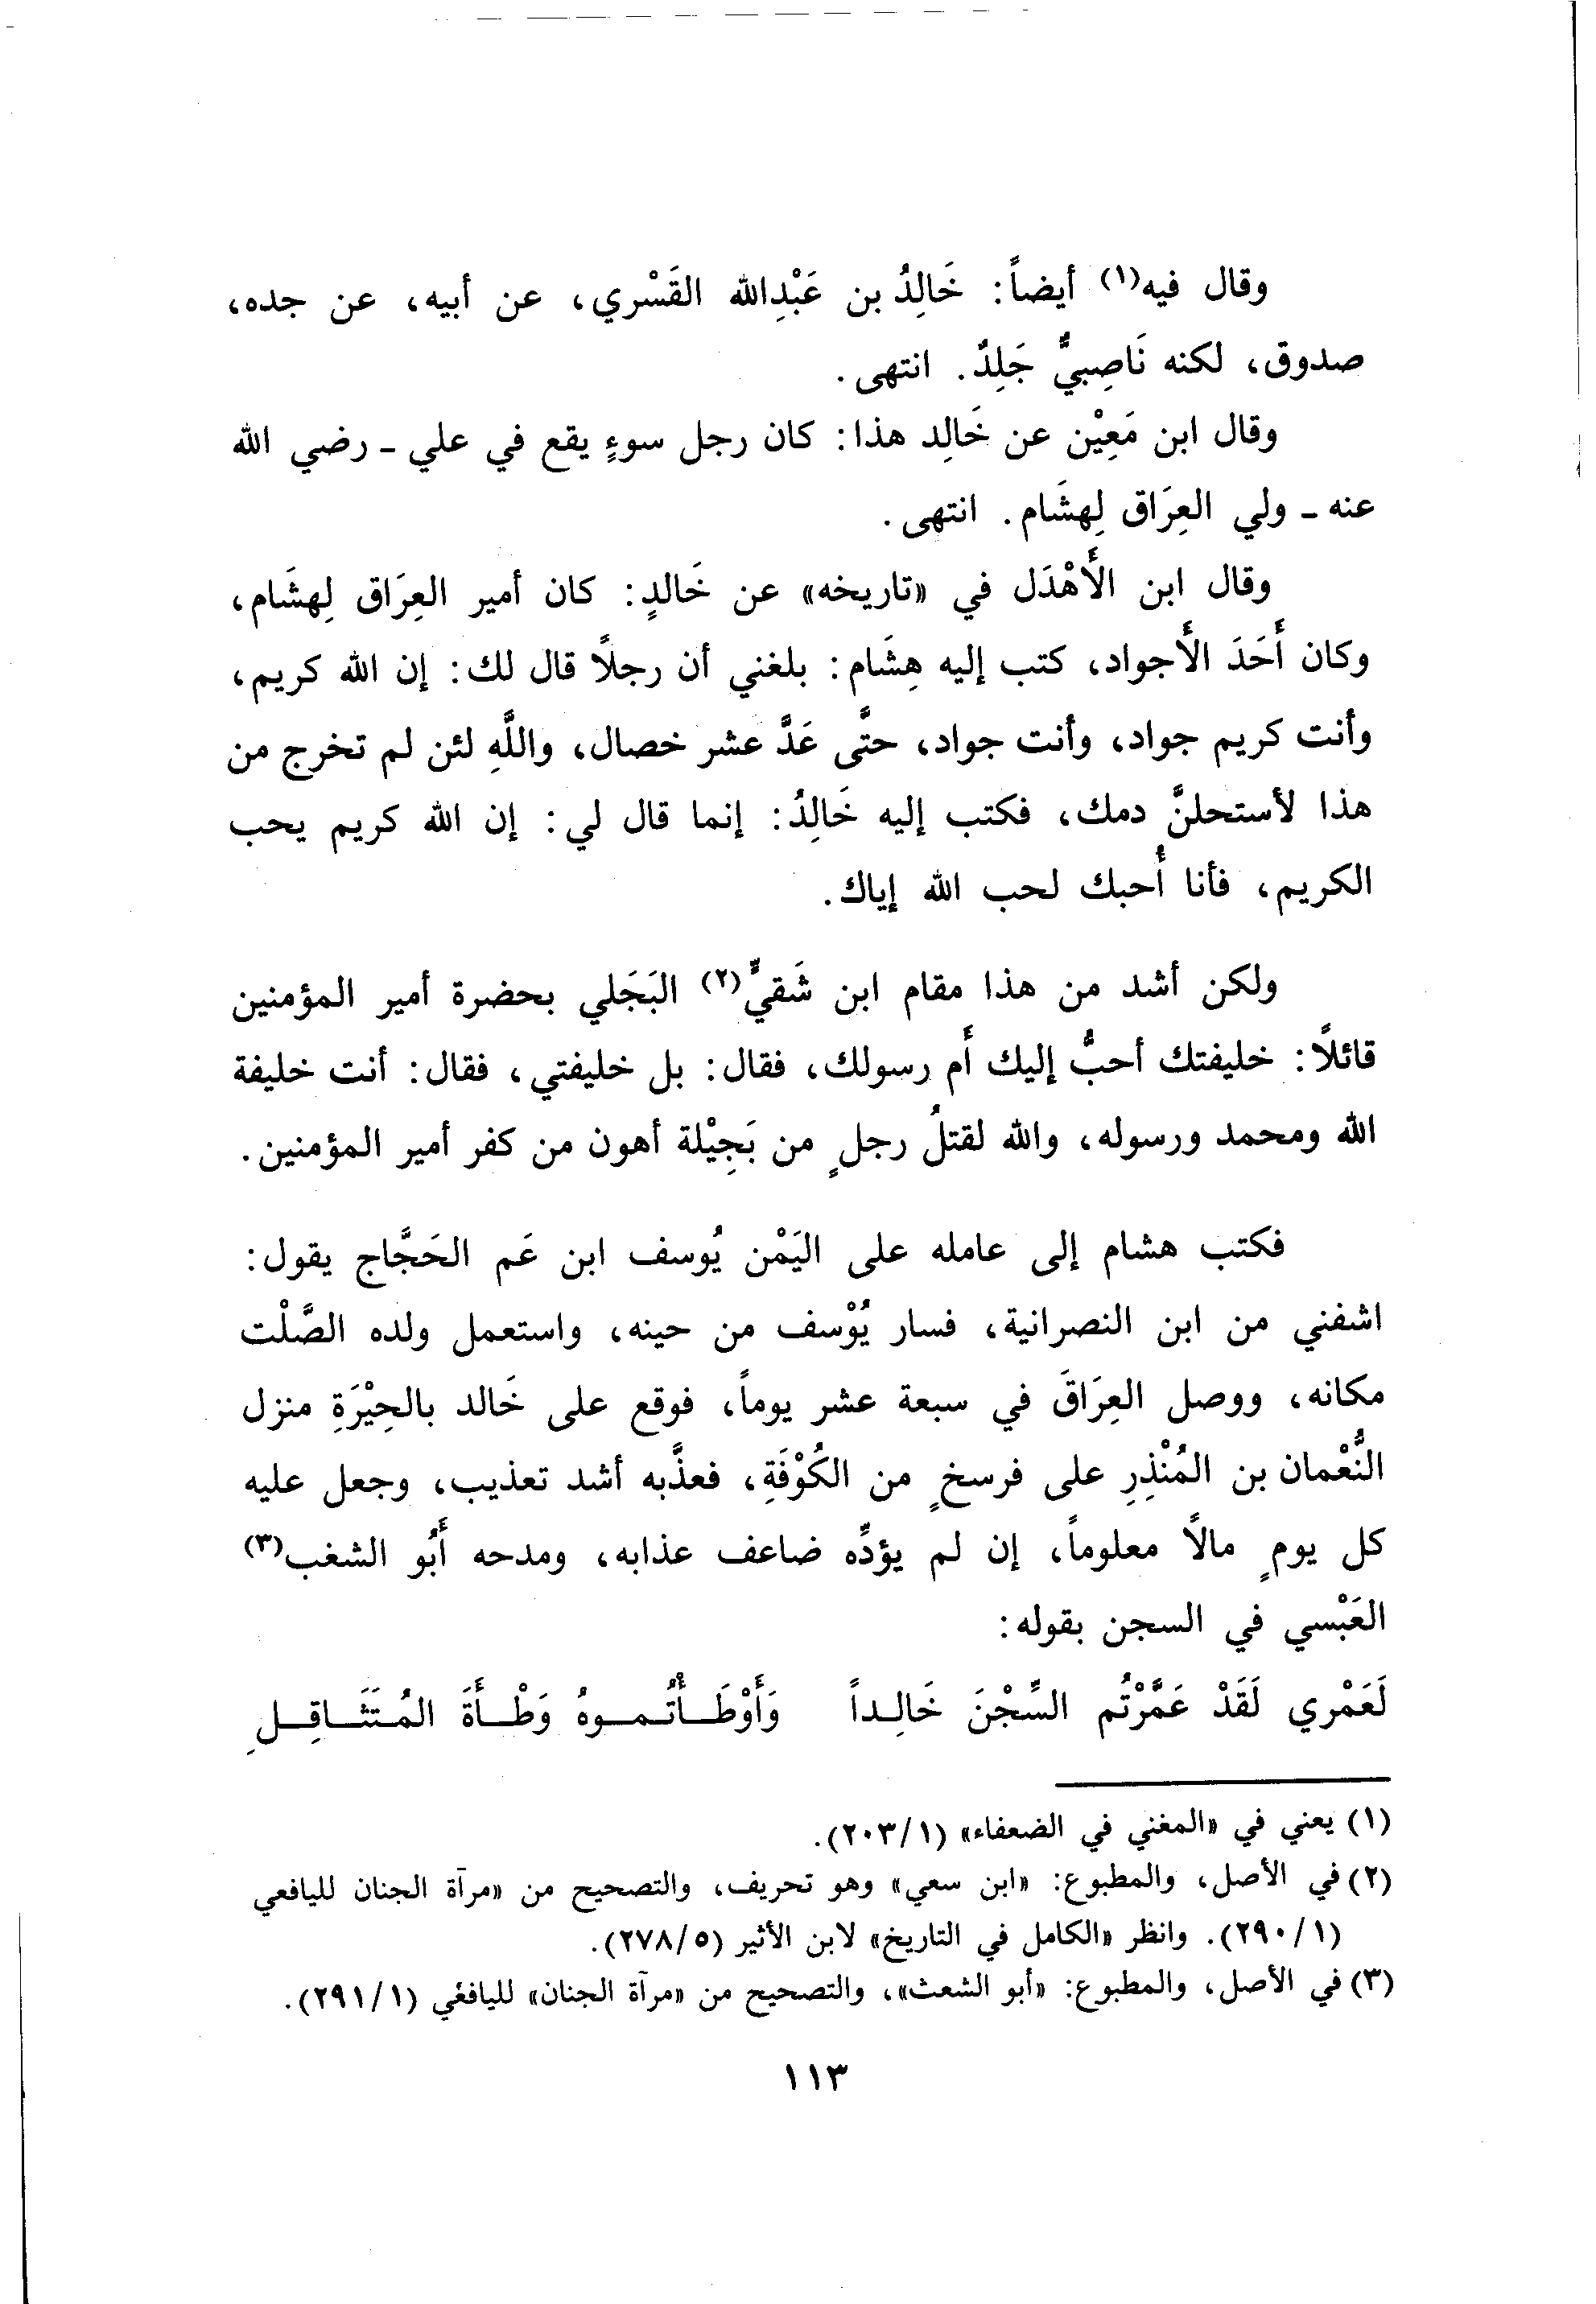 وقال فيه(١) أيضاً: خَالِدُ بن عَبْدِالله القَسْري، عن أبيه، عن جده،
صدوق، لكنه نَاصِبيٌّ جَلِدٌ. انتهى.
وقال ابن مَعِيْن عن خَالِد هذا: كان رجل سوءٍ يقع في علي ـ رضي الله
عنه ـ ولي العِرَاق لِهشَام. انتهى.
وقال ابن الأَهْدَل في «تاريخه» عن خَالدٍ: كان أمير العِرَاق لِهشَام،
وكان أَحَدَ الأَجواد، كتب إليه هِشَام: بلغني أن رجلاً قال لك: إن الله كريم،
وأنت كريم جواد، وأنت جواد، حتَّى عَدَّ عشر خصال، واللَّهِ لئن لم تخرج من
هذا لأستحلنَّ دمك، فكتب إليه خَالِدُ: إنما قال لي: إن الله كريم يحب
الكريم، فأنا أُحبك لحب الله إياك.
ولكن أشد من هذا مقام ابن شَقيٍّ(٢) البَجَلي بحضرة أمير المؤمنين
قائلاً: خليفتك أحبُّ إليك أَم رسولك، فقال: بل خليفتي، فقال: أنت خليفة
الله ومحمد ورسوله، والله لقتلُ رجلٍ من بَجِيْلة أهون من كفر أمير المؤمنين.
فكتب هشام إلى عامله على اليَمْن يُوسف ابن عَم الحَجَّاج يقول:
اشفني من ابن النصرانية، فسار يُوْسف من حينه، واستعمل ولده الصَّلْت
مكانه، ووصل العِرَاقَ في سبعة عشر يوماً، فوقع على خَالد بالحِيْرَةِ منزل
النُّعْمان بن المُنْذِرِ على فرسخٍ من الكُوْفَةِ، فعذَّبه أشد تعذيب، وجعل عليه
كل يومٍ مالاً معلوماً، إن لم يؤدِّه ضاعف عذابه، ومدحه أَبُو الشغب(٣)
العَبْسي في السجن بقوله:
لَعَمْري لَقَدْ عَمَّرْتُم السِّجْنَ خَالِـداً وَأَوْطَـأْتُـمـوهُ وَطْـأَةَ المُـتَثَـاقِـلِ
(١) يعني في «المغني في الضعفاء» (٢٠٣/١).
(٢) في الأصل، والمطبوع: «ابن سعي» وهو تحريف، والتصحيح من «مرآة الجنان لليافعي
(٢٩٠/١). وانظر «الكامل في التاريخ» لابن الأثير (٢٧٨/٥).
(٣) في الأصل، والمطبوع: «أبو الشعث»، والتصحيح من «مرآة الجنان» لليافعي (٢٩١/١).
١١٣